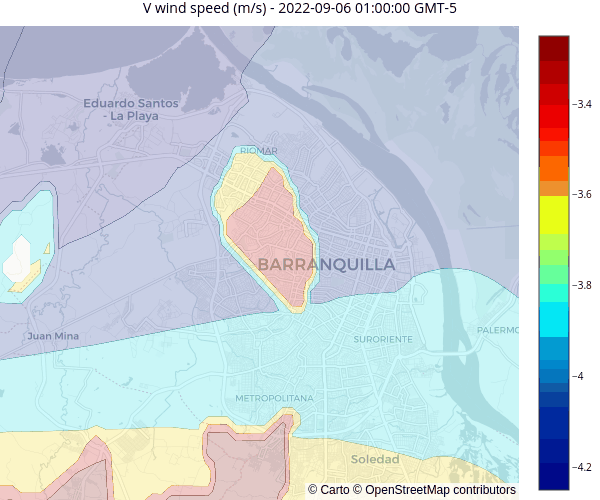 V wind speed (m/s) - 2022-09-06 01:00:00 GMT-5
Eduardo Santos
- La Playa
RIOMAR
BARRANQUILLA
Juan Mina
SURORIENTE
PALERMO
METROPOLITANA
Soledad
© Carto © OpenStreetMap contributors
−3.4
−3.6
−3.8
−4
−4.2